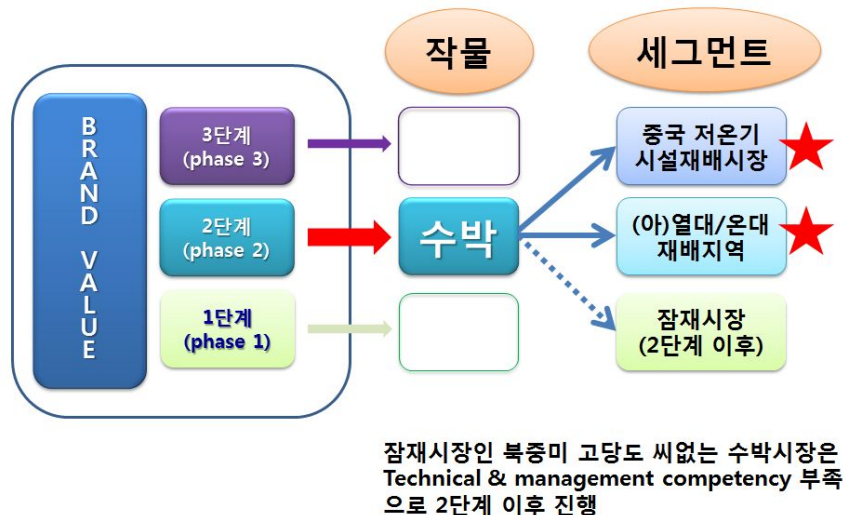 작물
세그먼트
BRAND VALUE
3단계
(phase 3)
중국 저온기
시설재배시장
2단계
(phase 2)
수박
(아)열대/온대
재배지역
1단계
(phase 1)
잠재시장
(2단계 이후)
잠재시장인 북중미 고당도 씨없는 수박시장은
Technical & management competency 부족
으로 2단계 이후 진행